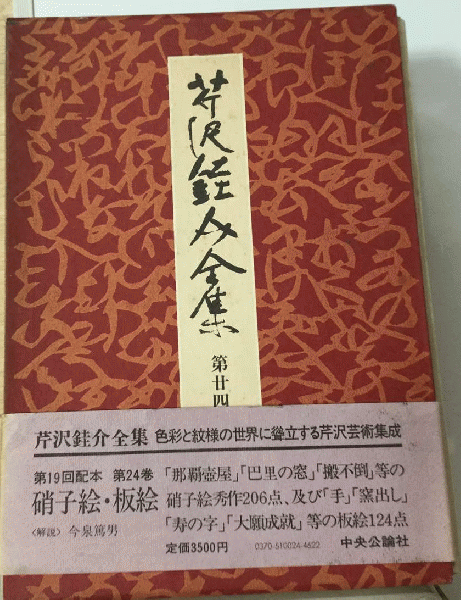 芹沢銈介全集
第廿四
芹沢銈介全集 色彩と紋様の世界に聳立する芹沢芸術集成
第19回配本 第24巻
硝子絵・板絵
〈解説〉今泉篤男
「那覇壺屋」「巴里の窓」「搬不倒」等の
硝子絵秀作206点、及び「手」「窯出し」
「寿の字」「大願成就」等の板絵124点
定価3500円 0370-510024-4622 中央公論社